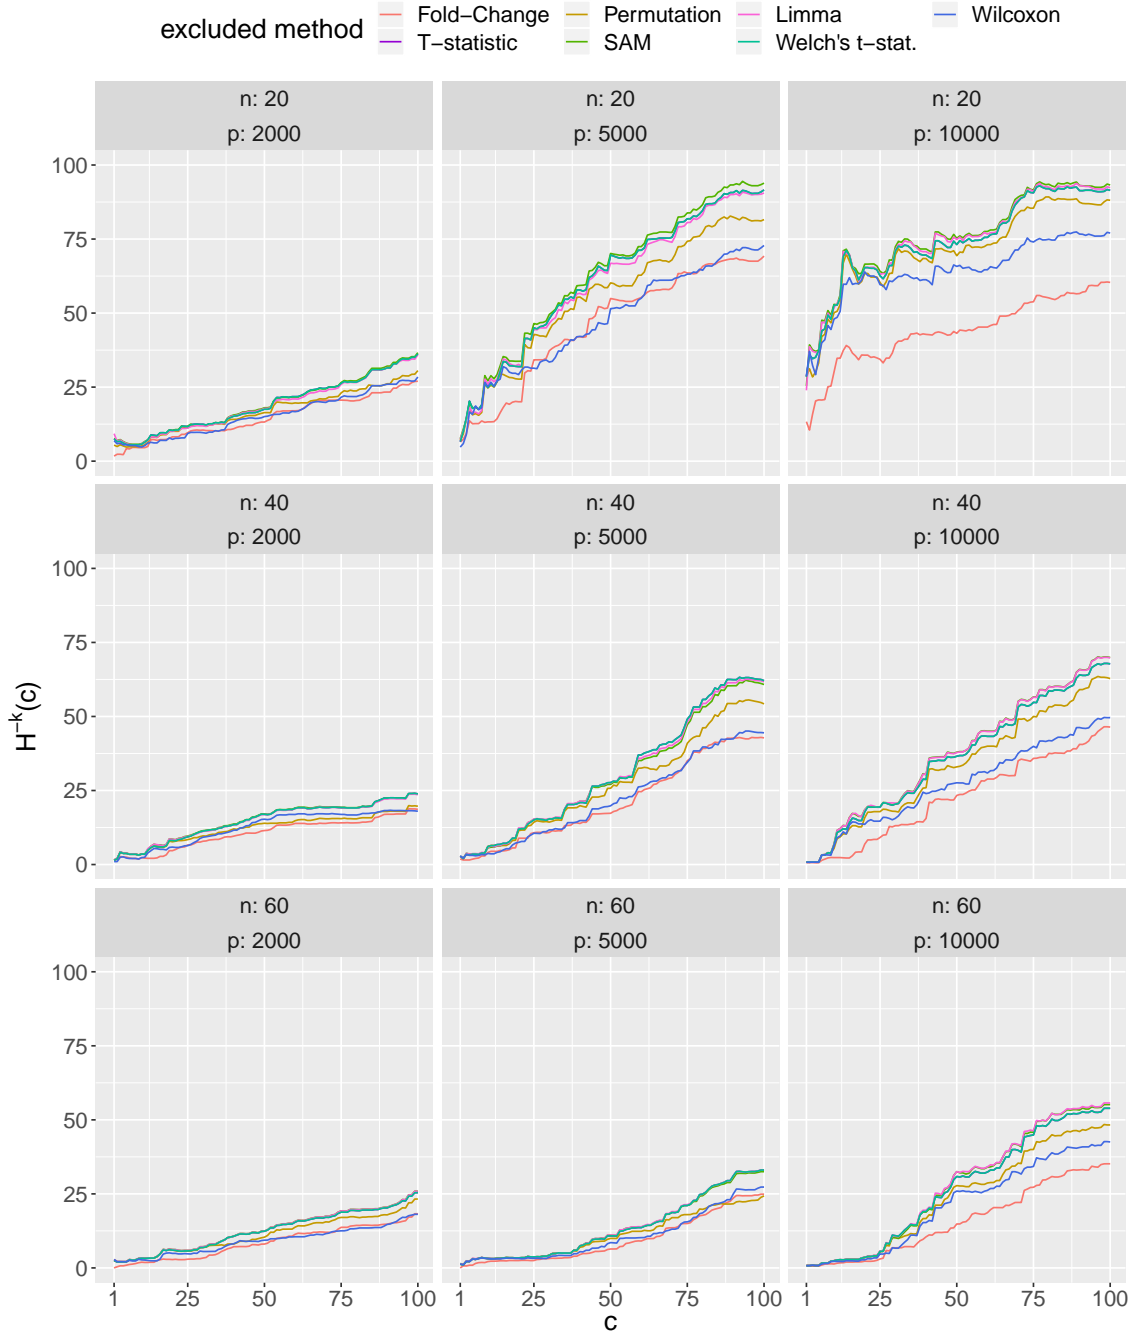 excluded method
Fold−Change Permutation Limma Wilcoxon
T−statistic SAM Welch's t−stat.
n: 20 n: 20 n: 20
p: 2000 p: 5000 p: 10000
100
75
50
25
0
n: 40 n: 40 n: 40
p: 2000 p: 5000 p: 10000
100
75
50
25
0
H−k(c)
n: 60 n: 60 n: 60
p: 2000 p: 5000 p: 10000
100
75
50
25
0
1 25 50 75 100 1 25 50 75 100 1 25 50 75 100
c